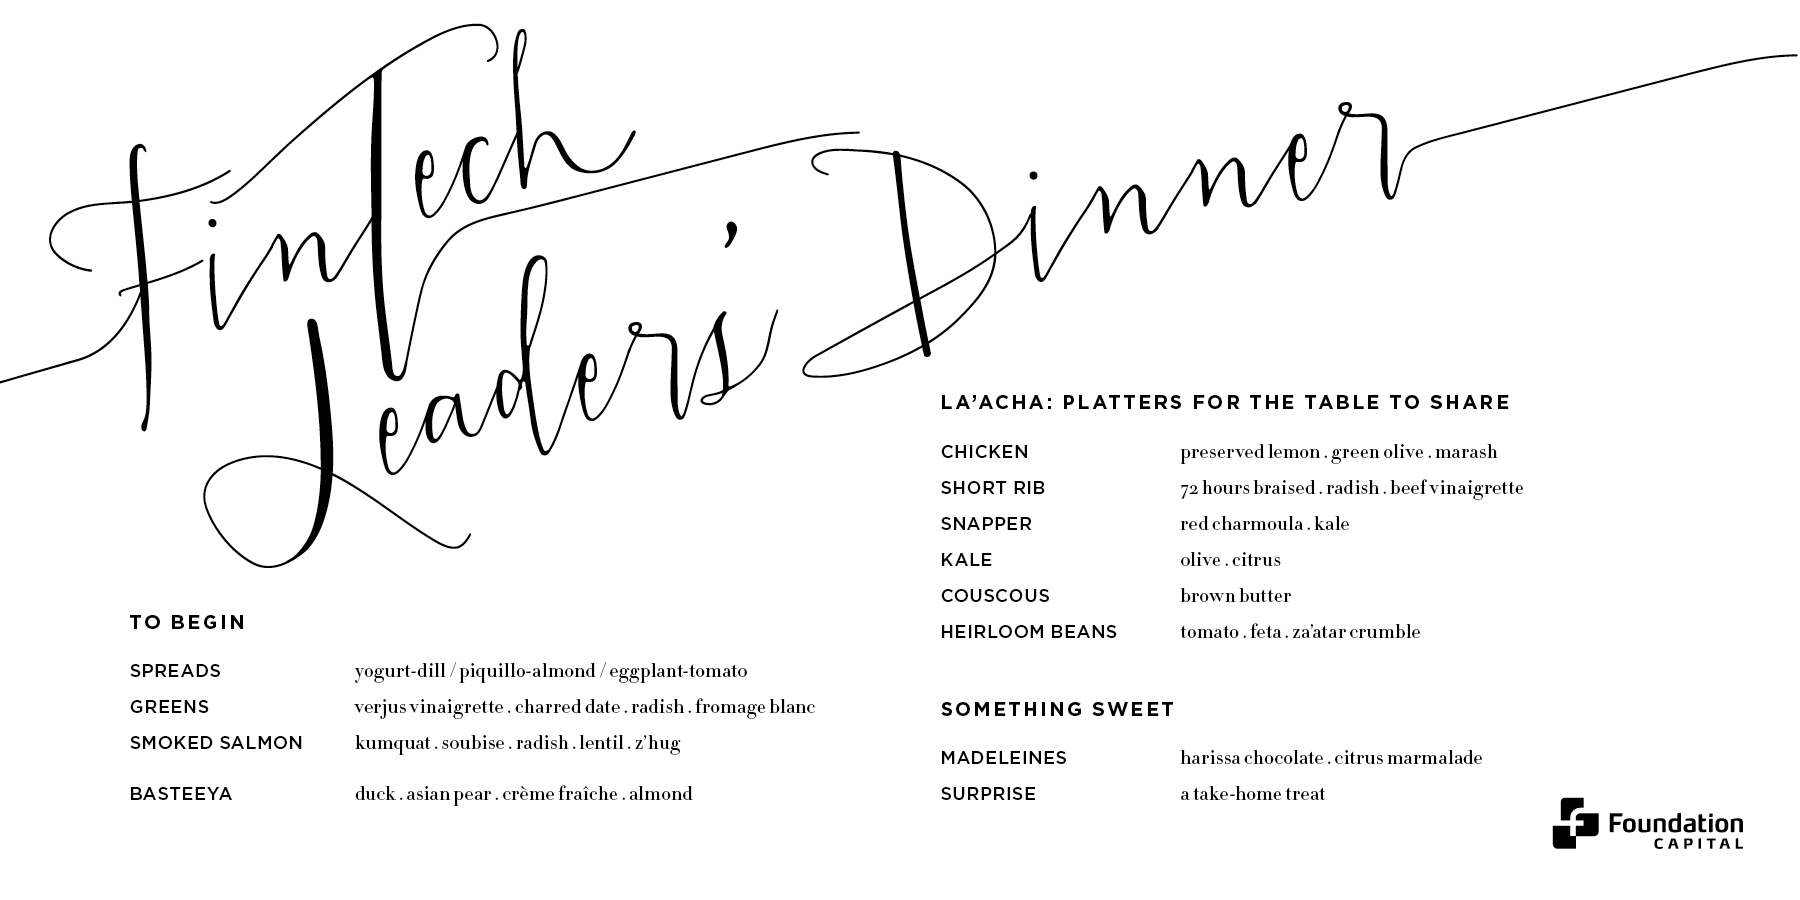 FinTech
Leaders’ Dinner
TO BEGIN
SPREADS yogurt-dill / piquillo-almond / eggplant-tomato
GREENS verjus vinaigrette . charred date . radish . fromage blanc
SMOKED SALMON kumquat . soubise . radish . lentil . z’hug
BASTEEYA duck . asian pear . crème fraîche . almond
LA’ACHA: PLATTERS FOR THE TABLE TO SHARE
CHICKEN preserved lemon . green olive . marash
SHORT RIB 72 hours braised . radish . beef vinaigrette
SNAPPER red charmoula . kale
KALE olive . citrus
COUSCOUS brown butter
HEIRLOOM BEANS tomato . feta . za’atar crumble
SOMETHING SWEET
MADELEINES harissa chocolate . citrus marmalade
SURPRISE a take-home treat
Foundation
CAPITAL